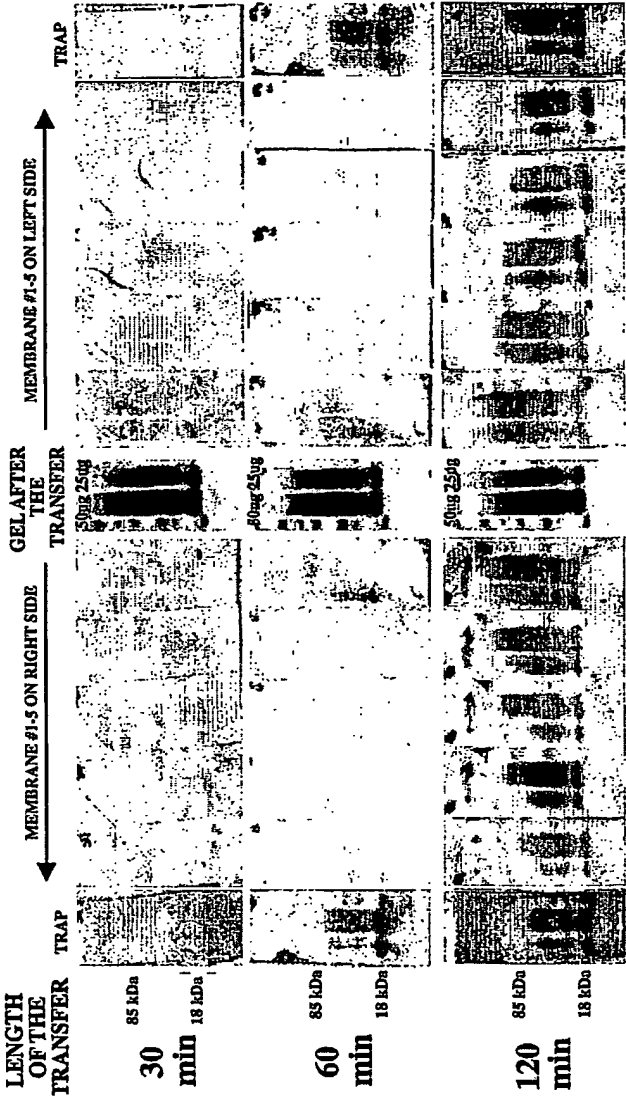 LENGTH
OF THE
TRANSFER
TRAP
MEMBRANE #1-5 ON RIGHT SIDE
GEL AFTER
THE
TRANSFER
MEMBRANE #1-5 ON LEFT SIDE
TRAP
30
min
85 kDa
18 kDa
50ug 25ug
60
min
85 kDa
18 kDa
50ug 25ug
120
min
85 kDa
18 kDa
50ug 25ug